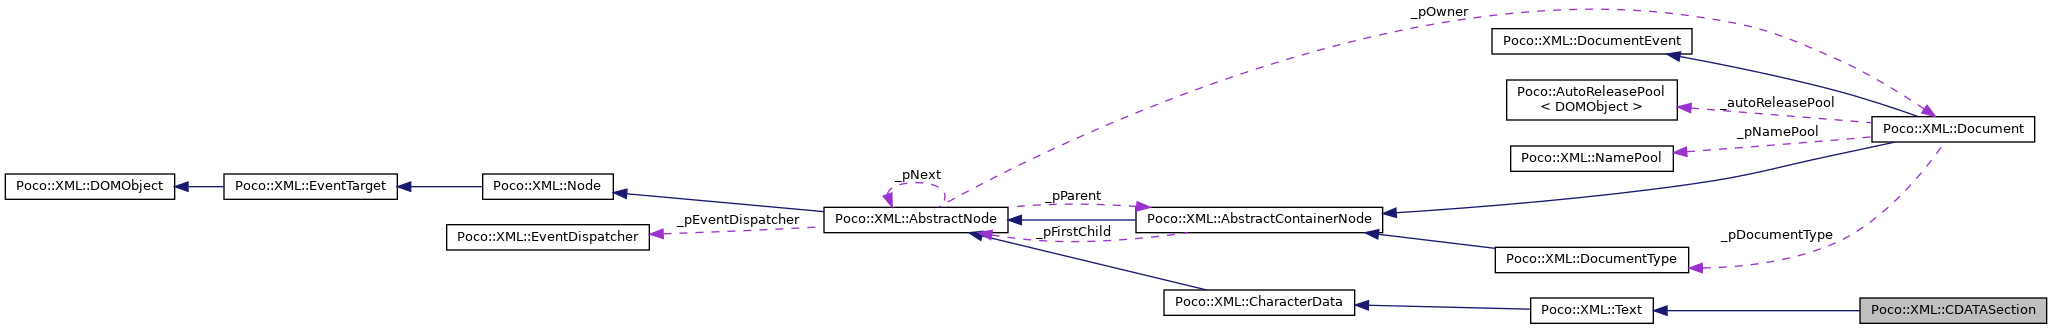 _pOwner
Poco::XML::DocumentEvent
Poco::AutoReleasePool
< DOMObject >
_autoReleasePool
Poco::XML::Document
_pNamePool
Poco::XML::NamePool
_pNext
Poco::XML::DOMObject
Poco::XML::EventTarget
Poco::XML::Node
_pParent
_pEventDispatcher
Poco::XML::AbstractNode
Poco::XML::AbstractContainerNode
Poco::XML::EventDispatcher
_pFirstChild
_pDocumentType
Poco::XML::DocumentType
Poco::XML::CharacterData
Poco::XML::Text
Poco::XML::CDATASection